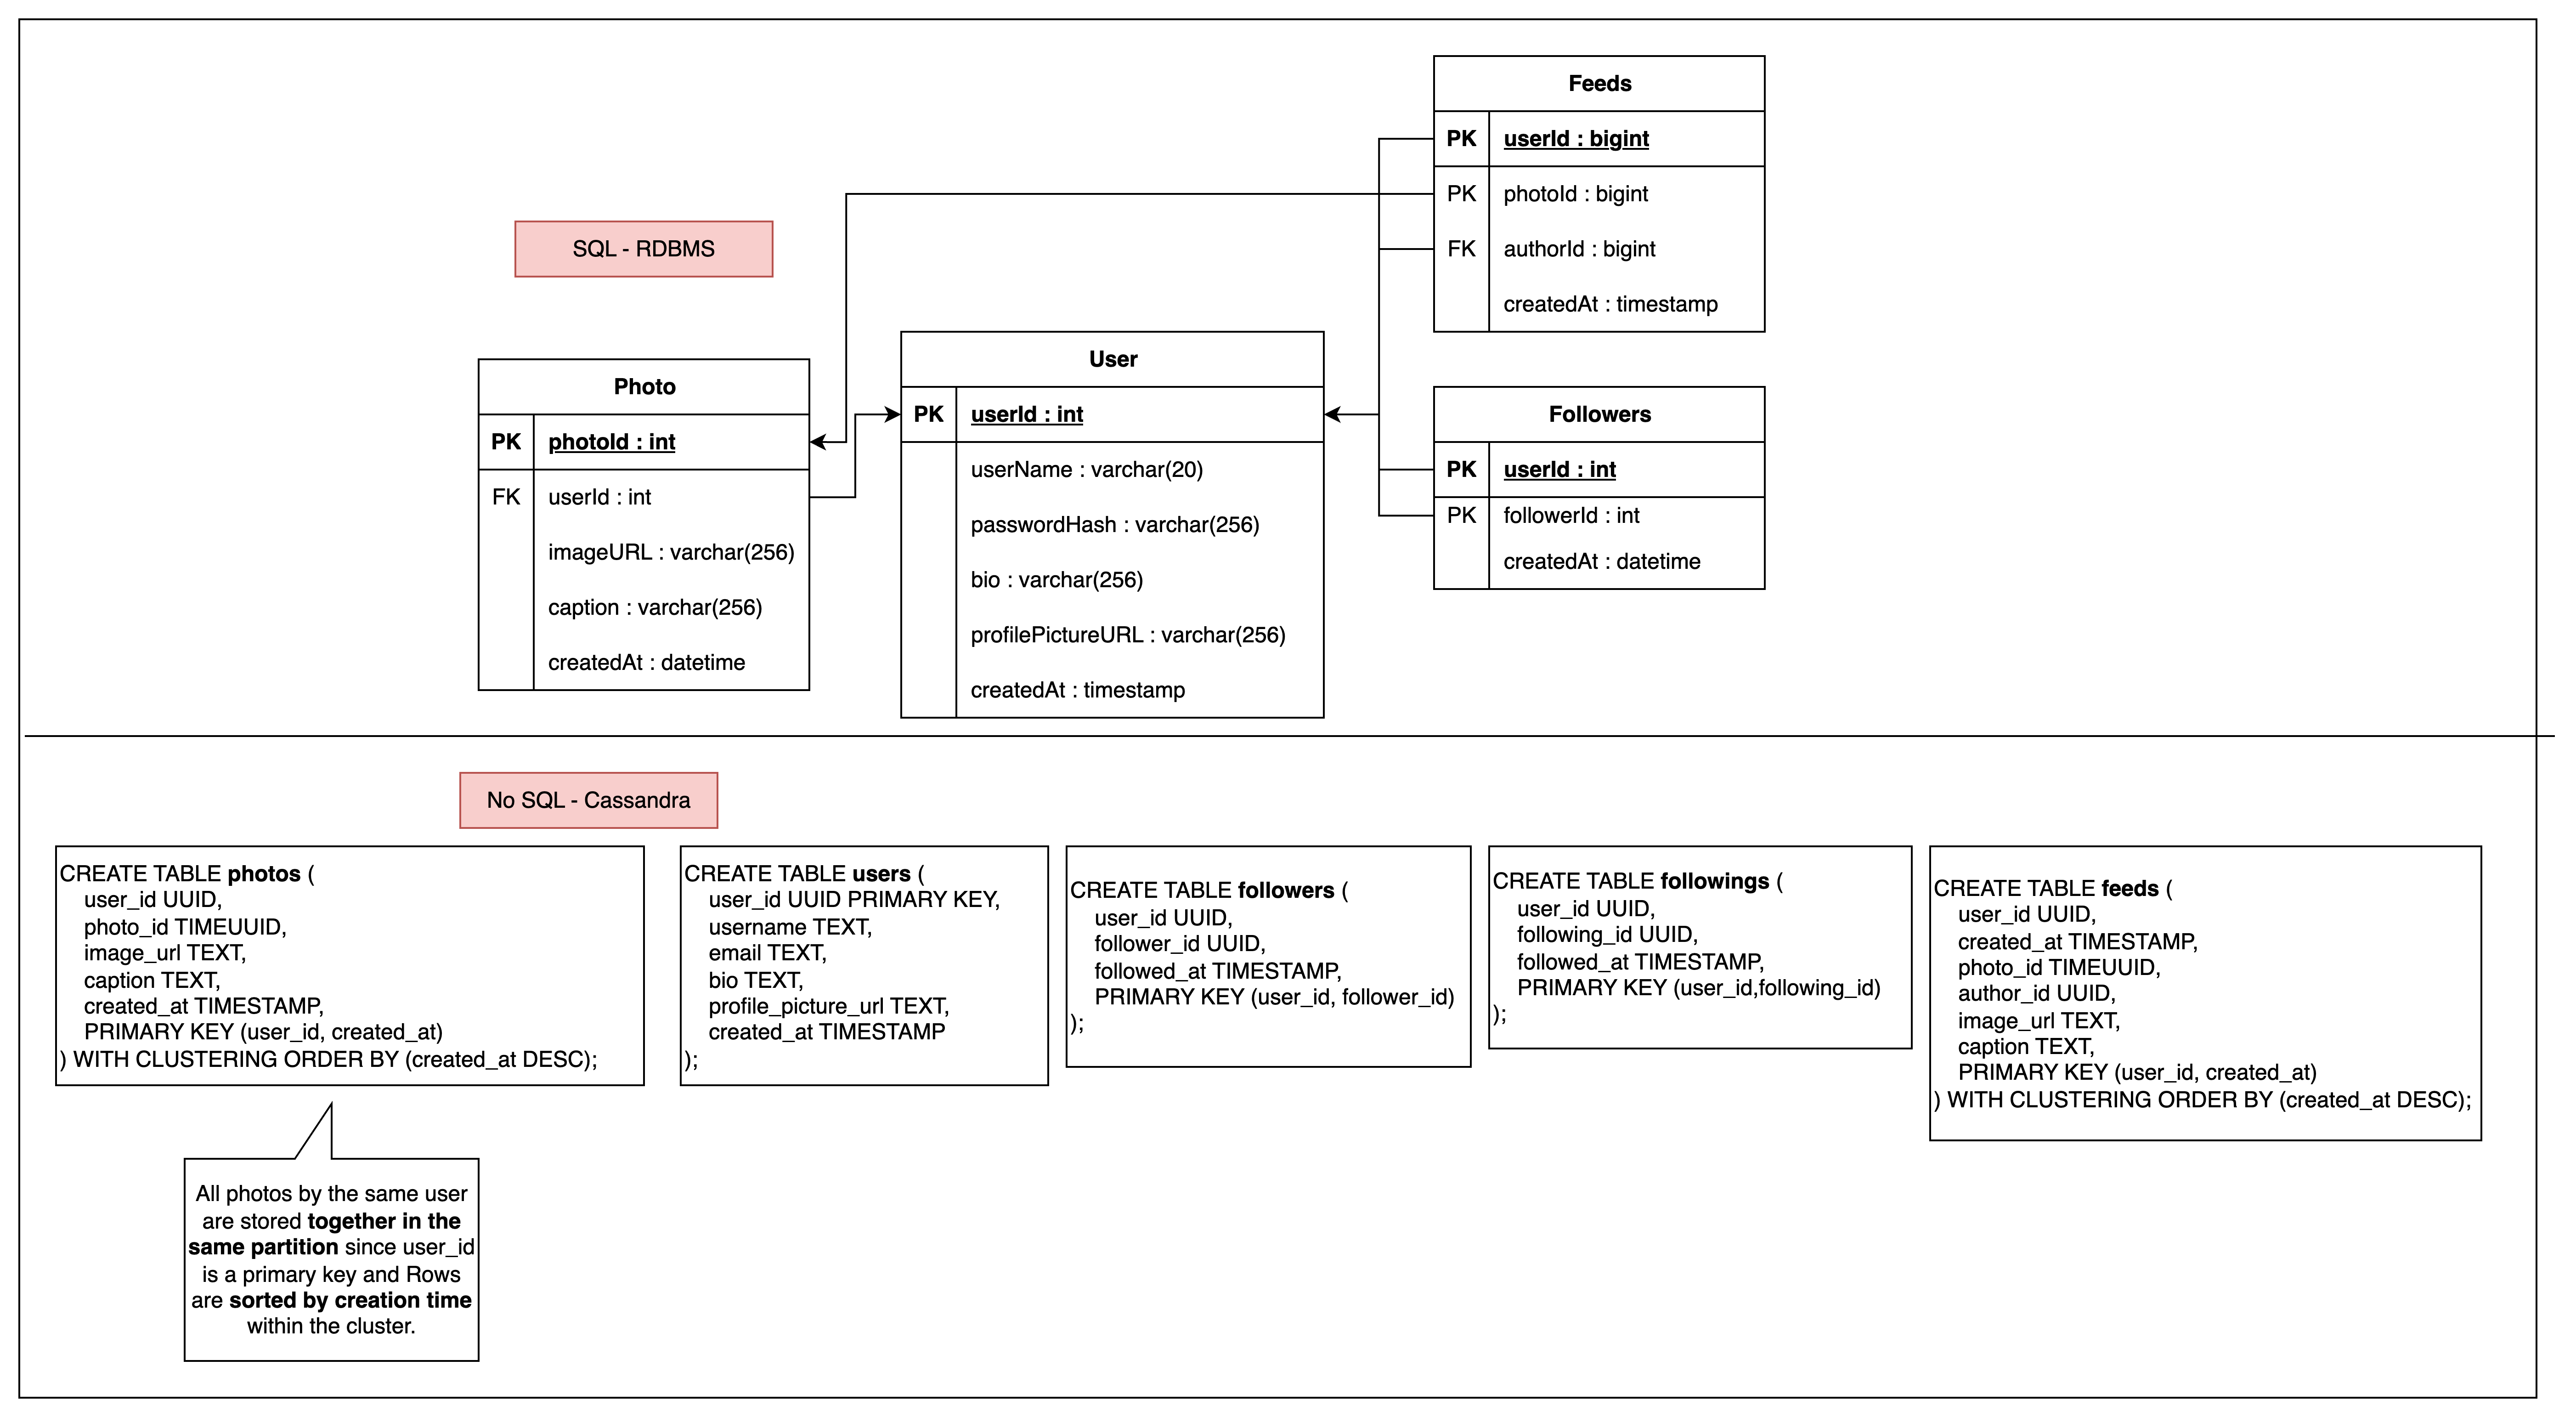 Feeds
PK userId : bigint
PK photoId : bigint
FK authorId : bigint
createdAt : timestamp
SQL - RDBMS
Photo
PK photoId : int
FK userId : int
imageURL : varchar(256)
caption : varchar(256)
createdAt : datetime
User
PK userId : int
userName : varchar(20)
passwordHash : varchar(256)
bio : varchar(256)
profilePictureURL : varchar(256)
createdAt : timestamp
Followers
PK userId : int
PK followerId : int
createdAt : datetime
No SQL - Cassandra
CREATE TABLE photos (
user_id UUID,
photo_id TIMEUUID,
image_url TEXT,
caption TEXT,
created_at TIMESTAMP,
PRIMARY KEY (user_id, created_at)
) WITH CLUSTERING ORDER BY (created_at DESC);
CREATE TABLE users (
user_id UUID PRIMARY KEY,
username TEXT,
email TEXT,
bio TEXT,
profile_picture_url TEXT,
created_at TIMESTAMP
);
CREATE TABLE followers (
user_id UUID,
follower_id UUID,
followed_at TIMESTAMP,
PRIMARY KEY (user_id, follower_id)
);
CREATE TABLE followings (
user_id UUID,
following_id UUID,
followed_at TIMESTAMP,
PRIMARY KEY (user_id,following_id)
);
CREATE TABLE feeds (
user_id UUID,
created_at TIMESTAMP,
photo_id TIMEUUID,
author_id UUID,
image_url TEXT,
caption TEXT,
PRIMARY KEY (user_id, created_at)
) WITH CLUSTERING ORDER BY (created_at DESC);
All photos by the same user
are stored together in the
same partition since user_id
is a primary key and Rows
are sorted by creation time
within the cluster.